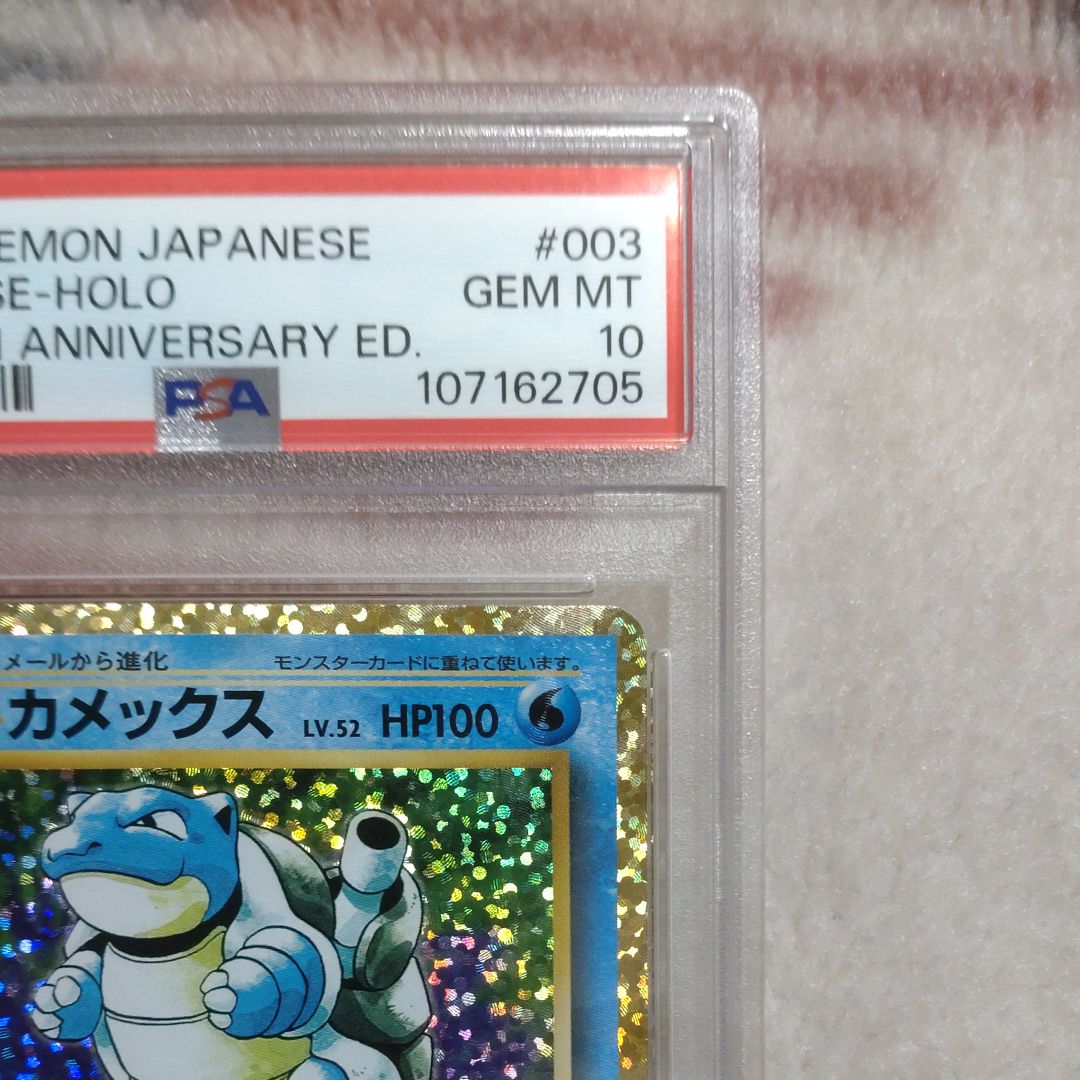 EMON JAPANESE #003
SE-HOLO GEM MT
ANNIVERSARY ED. 10
PSA 107162705
メールから進化 モンスターカードに重ねて使います。
カメックス LV.52 HP100